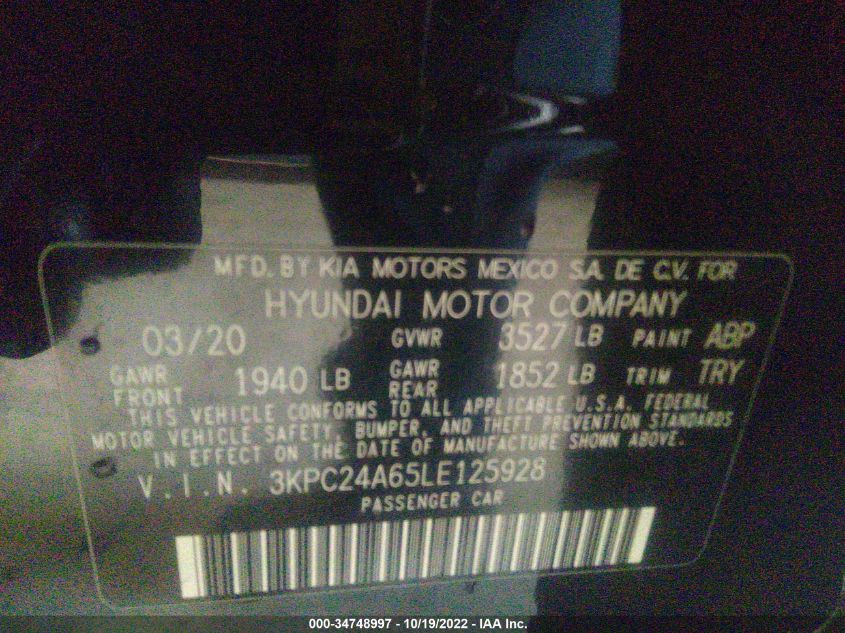 MFD. BY KIA MOTORS MEXICO S.A. DE C.V. FOR
HYUNDAI MOTOR COMPANY
03/20 GVWR 3527 LB PAINT ABP
GAWR FRONT 1940 LB GAWR REAR 1852 LB TRIM TRY
THIS VEHICLE CONFORMS TO ALL APPLICABLE U.S.A. FEDERAL
MOTOR VEHICLE SAFETY, BUMPER, AND THEFT PREVENTION STANDARDS
IN EFFECT ON THE DATE OF MANUFACTURE SHOWN ABOVE.
V.I.N. 3KPC24A65LE125928
PASSENGER CAR
000-34748997 - 10/19/2022 - IAA Inc.